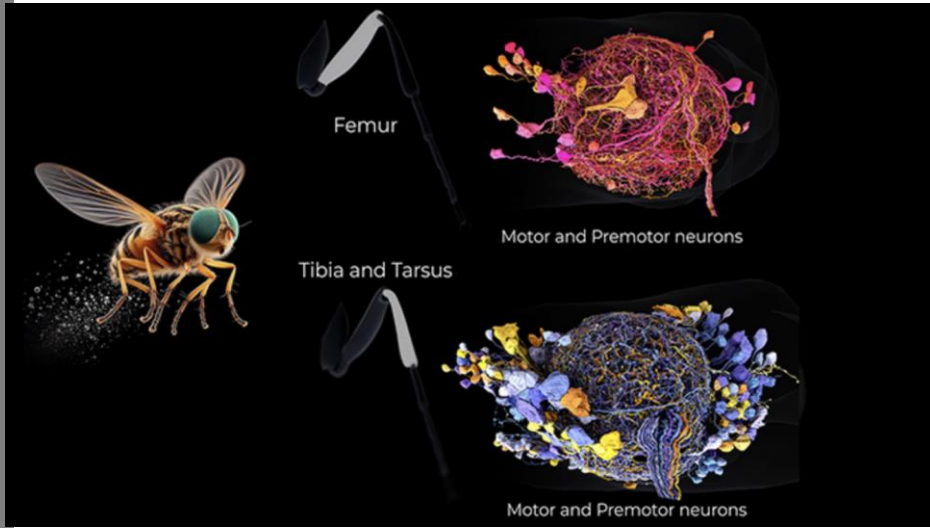 Femur
Motor and Premotor neurons
Tibia and Tarsus
Motor and Premotor neurons